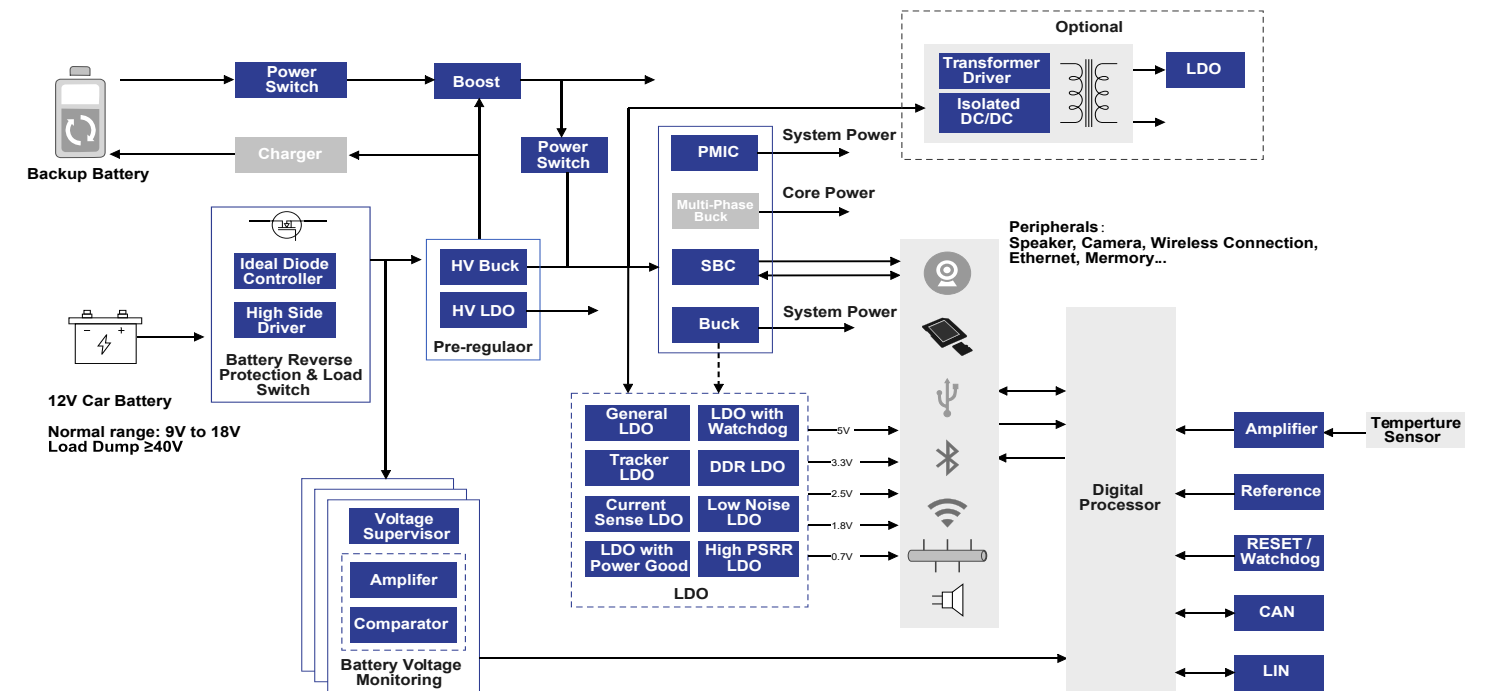 Optional
Power
Switch
Boost
Transformer
Driver
LDO
Isolated
DC/DC
Charger
Power
Switch
PMIC
System Power
Backup Battery
Multi-Phase
Buck
Core Power
Peripherals:
Speaker, Camera, Wireless Connection,
Ethernet, Mermory...
Ideal Diode
Controller
HV Buck
SBC
High Side
Driver
HV LDO
Buck
System Power
Pre-regulaor
Battery Reverse
Protection & Load
Switch
− +
12V Car Battery
Normal range: 9V to 18V
Load Dump ≥40V
General
LDO
LDO with
Watchdog
5V
Tracker
LDO
DDR LDO
3.3V
Current
Sense LDO
Low Noise
LDO
2.5V
1.8V
LDO with
Power Good
High PSRR
LDO
0.7V
LDO
Digital
Processor
Amplifier
Temperture
Sensor
Reference
RESET /
Watchdog
CAN
LIN
Voltage
Supervisor
Amplifer
Comparator
Battery Voltage
Monitoring